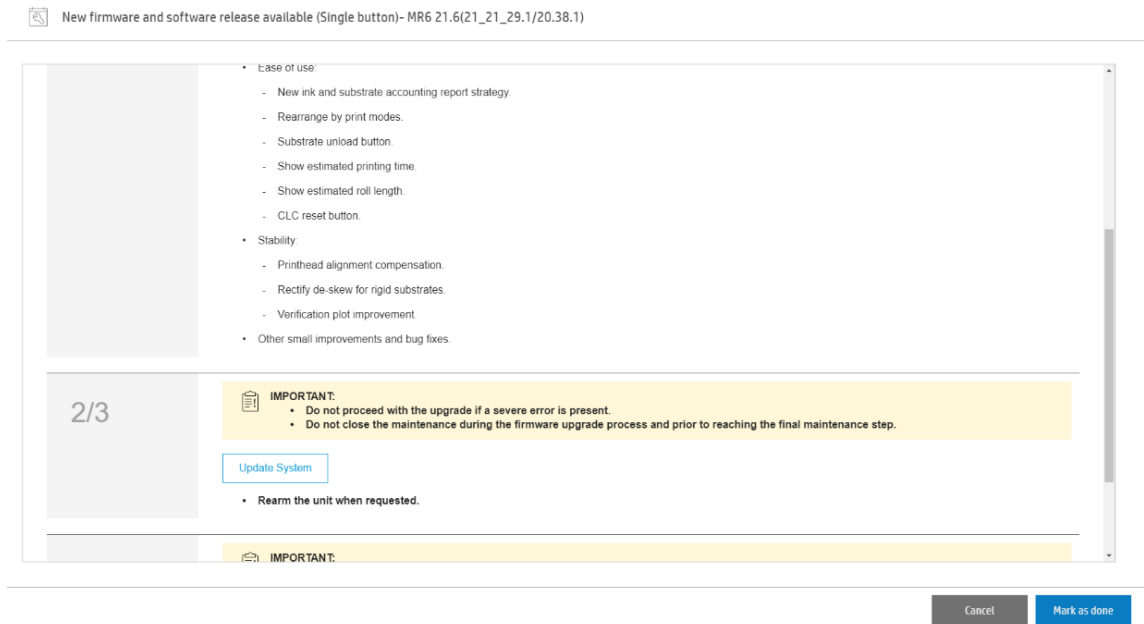 New firmware and software release available (Single button)- MR6 21.6(21_21_29.1/20.38.1)
• Ease of use:
- New ink and substrate accounting report strategy.
- Rearrange by print modes.
- Substrate unload button.
- Show estimated printing time.
- Show estimated roll length.
- CLC reset button.
• Stability:
- Printhead alignment compensation.
- Rectify de-skew for rigid substrates.
- Verification plot improvement.
• Other small improvements and bug fixes.
2/3
IMPORTANT:
• Do not proceed with the upgrade if a severe error is present.
• Do not close the maintenance during the firmware upgrade process and prior to reaching the final maintenance step.
Update System
• Rearm the unit when requested.
IMPORTANT:
Cancel
Mark as done